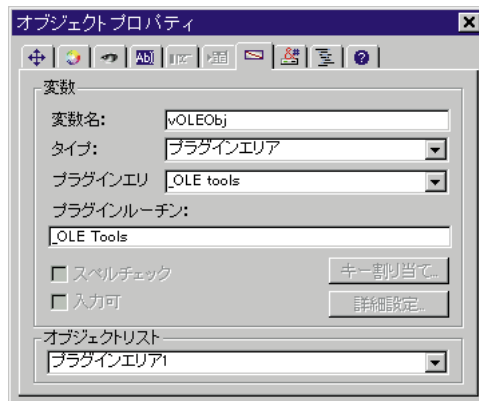 オブジェクトプロパティ
変数
変数名: vOLEObj
タイプ: プラグインエリア
プラグインエリ _OLE tools
プラグインルーチン:
_OLE Tools
スペルチェック キー割り当て...
入力可 詳細設定...
オブジェクトリスト
プラグインエリア1